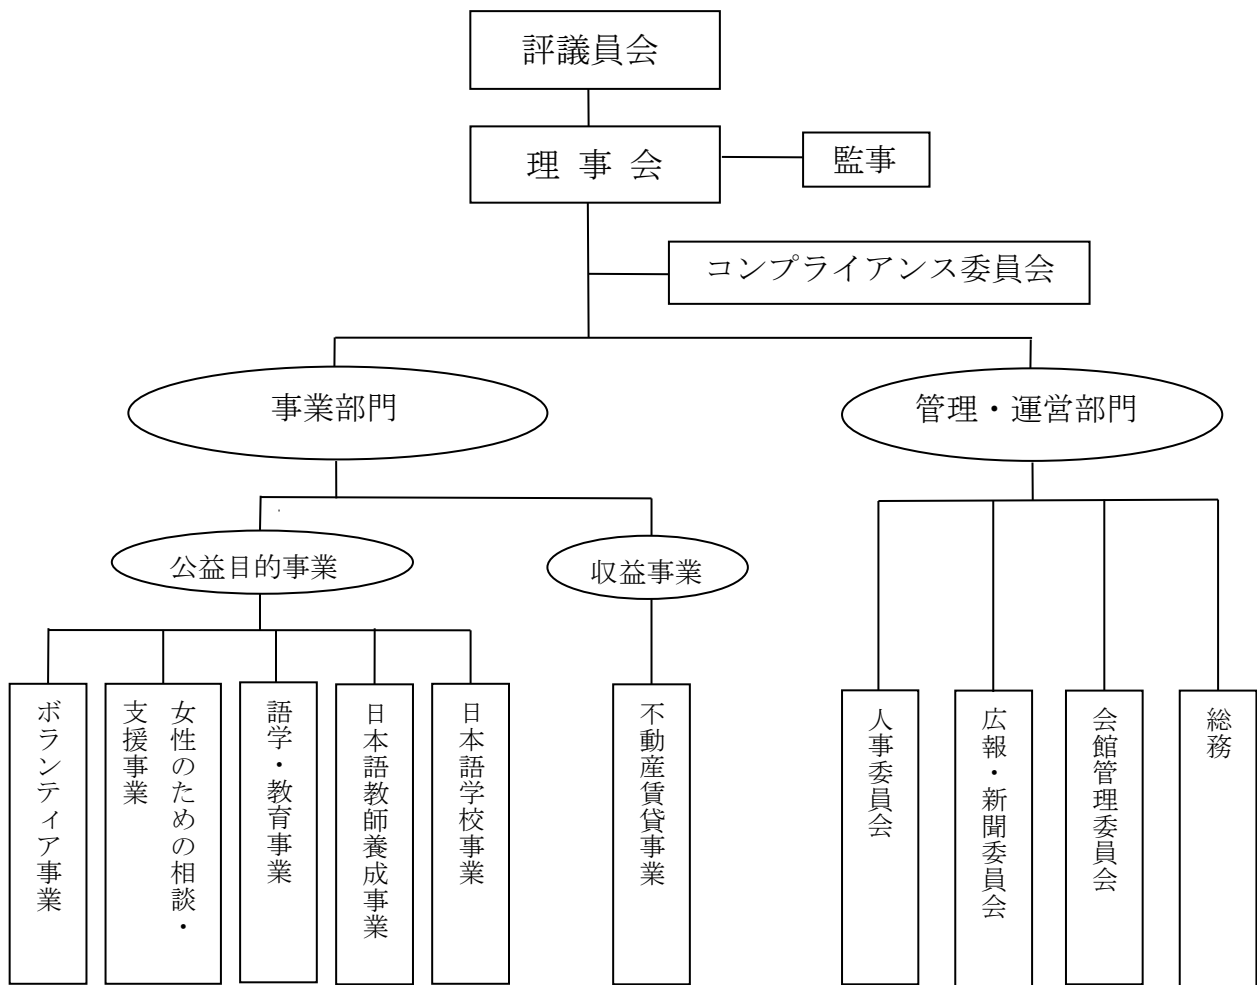 評議員会
理 事 会
監事
コンプライアンス委員会
事業部門
管理・運営部門
公益目的事業
収益事業
ボランティア事業
女性のための相談・
支援事業
語学・教育事業
日本語教師養成事業
日本語学校事業
不動産賃貸事業
人事委員会
広報・新聞委員会
会館管理委員会
総務